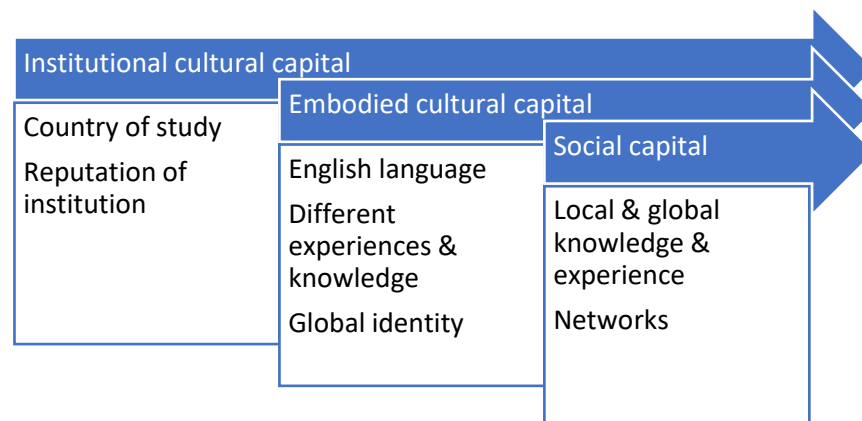 Institutional cultural capital
Country of study
Reputation of
institution
Embodied cultural capital
English language
Different
experiences &
knowledge
Global identity
Social capital
Local & global
knowledge &
experience
Networks